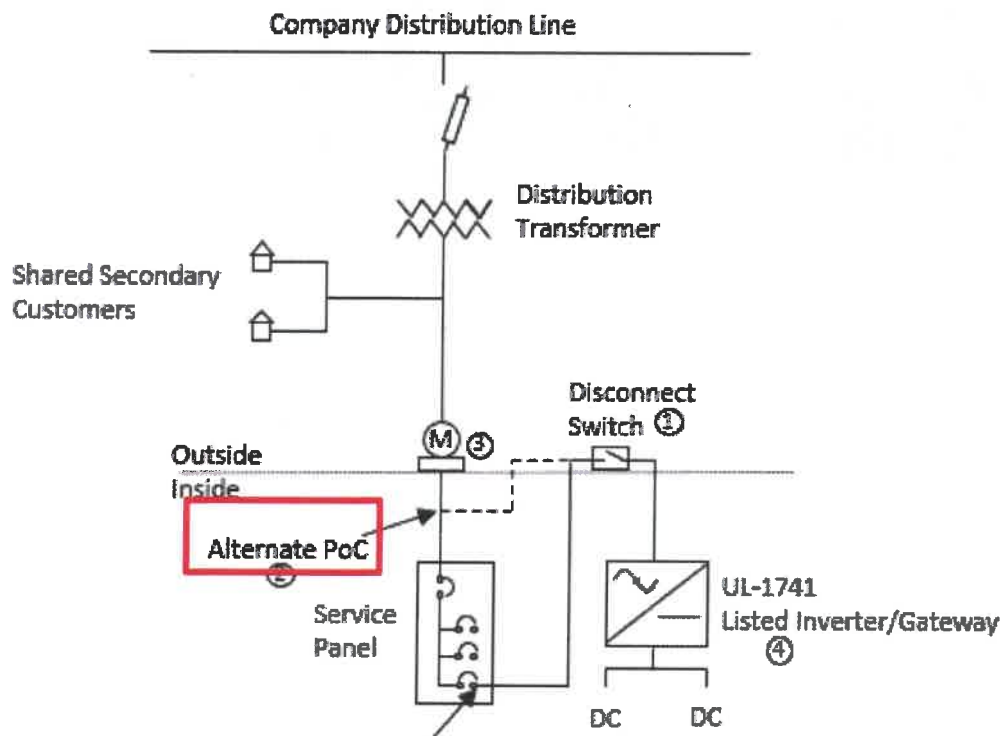 Company Distribution Line
Distribution
Transformer
Shared Secondary
Customers
Disconnect
Switch ①
M ③
Outside
Inside
Alternate PoC
②
Service
Panel
UL-1741
Listed Inverter/Gateway
④
DC DC